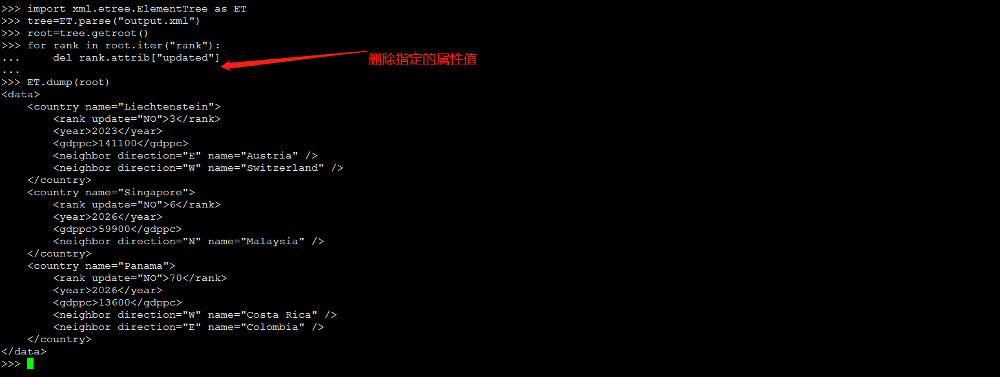 >>> import xml.etree.ElementTree as ET
>>> tree=ET.parse("output.xml")
>>> root=tree.getroot()
>>> for rank in root.iter("rank"):
...     del rank.attrib["updated"]
删除指定的属性值
...
>>> ET.dump(root)
<data>
    <country name="Liechtenstein">
        <rank update="NO">3</rank>
        <year>2023</year>
        <gdppc>141100</gdppc>
        <neighbor direction="E" name="Austria" />
        <neighbor direction="W" name="Switzerland" />
    </country>
    <country name="Singapore">
        <rank update="NO">6</rank>
        <year>2026</year>
        <gdppc>59900</gdppc>
        <neighbor direction="N" name="Malaysia" />
    </country>
    <country name="Panama">
        <rank update="NO">70</rank>
        <year>2026</year>
        <gdppc>13600</gdppc>
        <neighbor direction="W" name="Costa Rica" />
        <neighbor direction="E" name="Colombia" />
    </country>
</data>
>>>